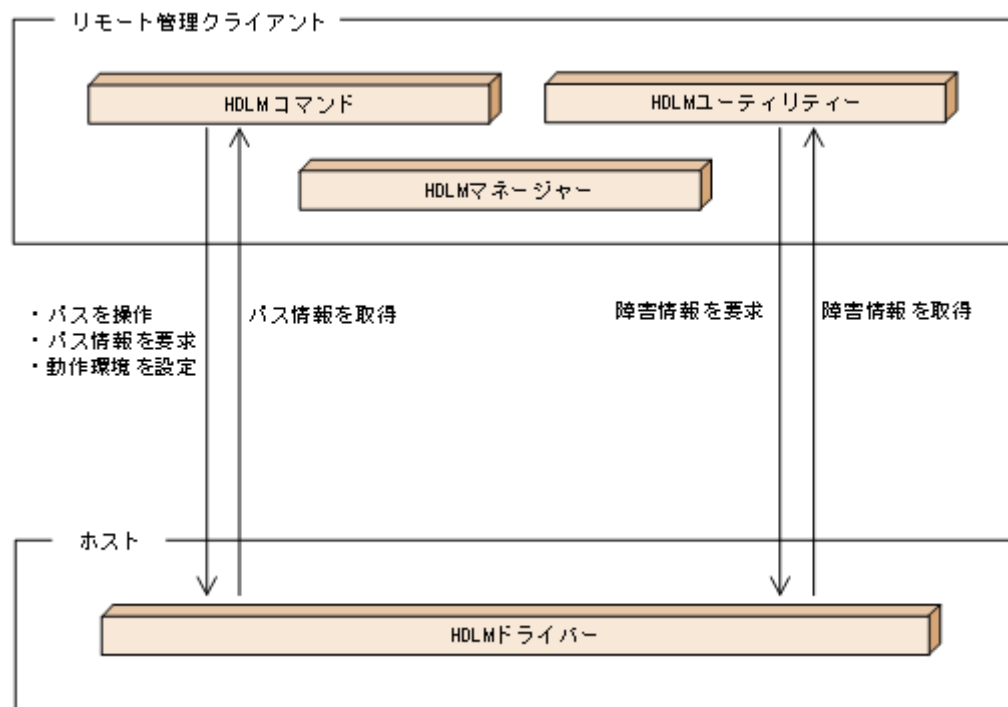 リモート管理クライアント
HDLMコマンド
HDLMユーティリティー
HDLMマネージャー
・パスを操作
・パス情報を要求
・動作環境を設定
パス情報を取得
障害情報を要求
障害情報を取得
ホスト
HDLMドライバー